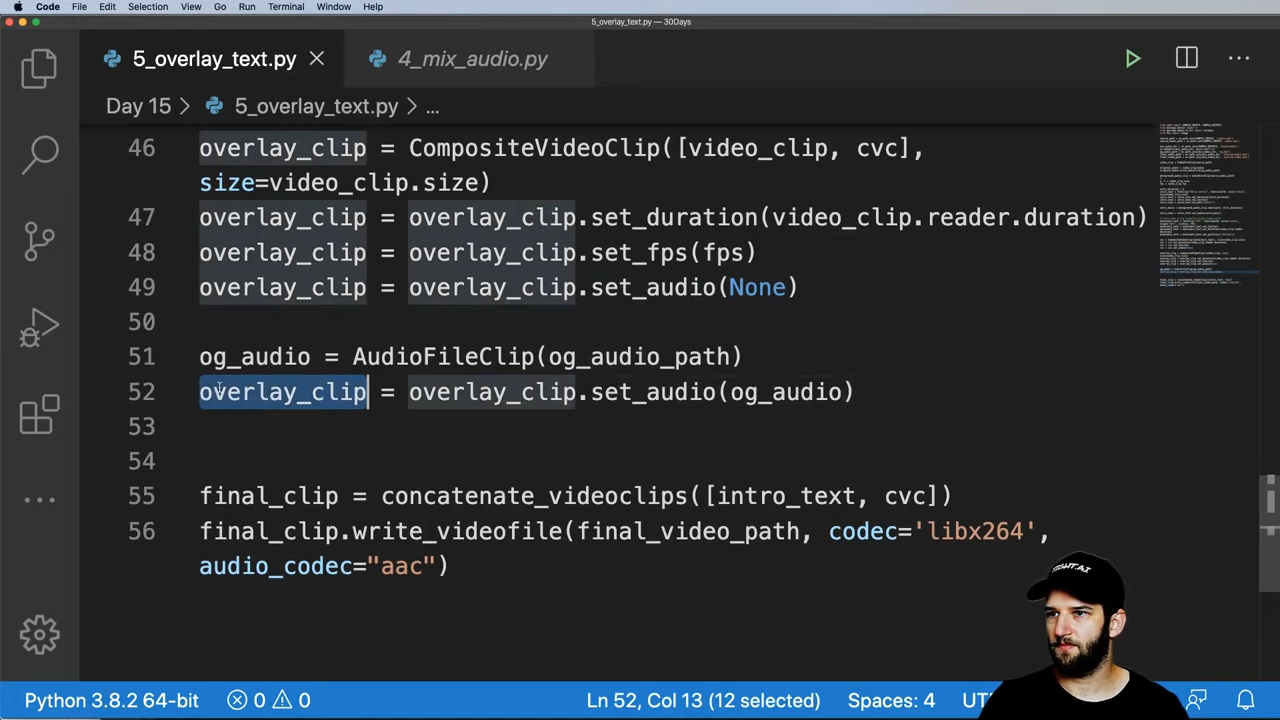 Code File Edit Selection View Go Run Terminal Window Help
5_overlay_text.py — 30Days
5_overlay_text.py 4_mix_audio.py
Day 15 > 5_overlay_text.py > ...
46 overlay_clip = Comp eVideoClip([video_clip, cvc],
size=video_clip.size)
47 overlay_clip = overlay_clip.set_duration(video_clip.reader.duration)
48 overlay_clip = overlay_clip.set_fps(fps)
49 overlay_clip = overlay_clip.set_audio(None)
50
51 og_audio = AudioFileClip(og_audio_path)
52 overlay_clip = overlay_clip.set_audio(og_audio)
53
54
55 final_clip = concatenate_videoclips([intro_text, cvc])
56 final_clip.write_videofile(final_video_path, codec='libx264',
audio_codec="aac")
Python 3.8.2 64-bit 0 0 Ln 52, Col 13 (12 selected) Spaces: 4